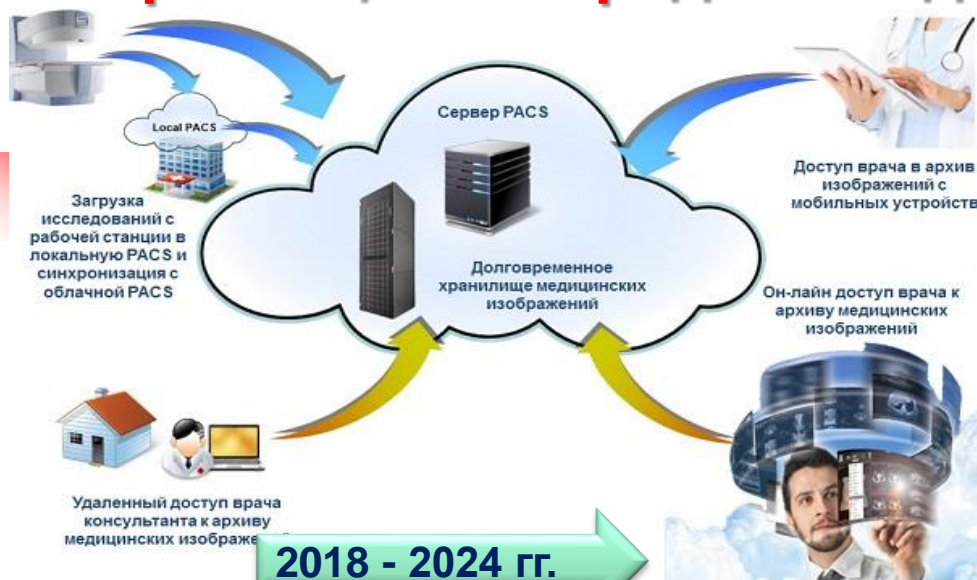 Сервер PACS
Local PACS
Загрузка
исследований с
рабочей станции в
локальную PACS и
синхронизация с
облачной PACS
Долговременное
хранилище медицинских
изображений
Доступ врача в архив
изображений с
мобильных устройств
Он-лайн доступ врача к
архиву медицинских
изображений
Удаленный доступ врача
консультанта к архиву
медицинских изображе
2018 - 2024 гг.